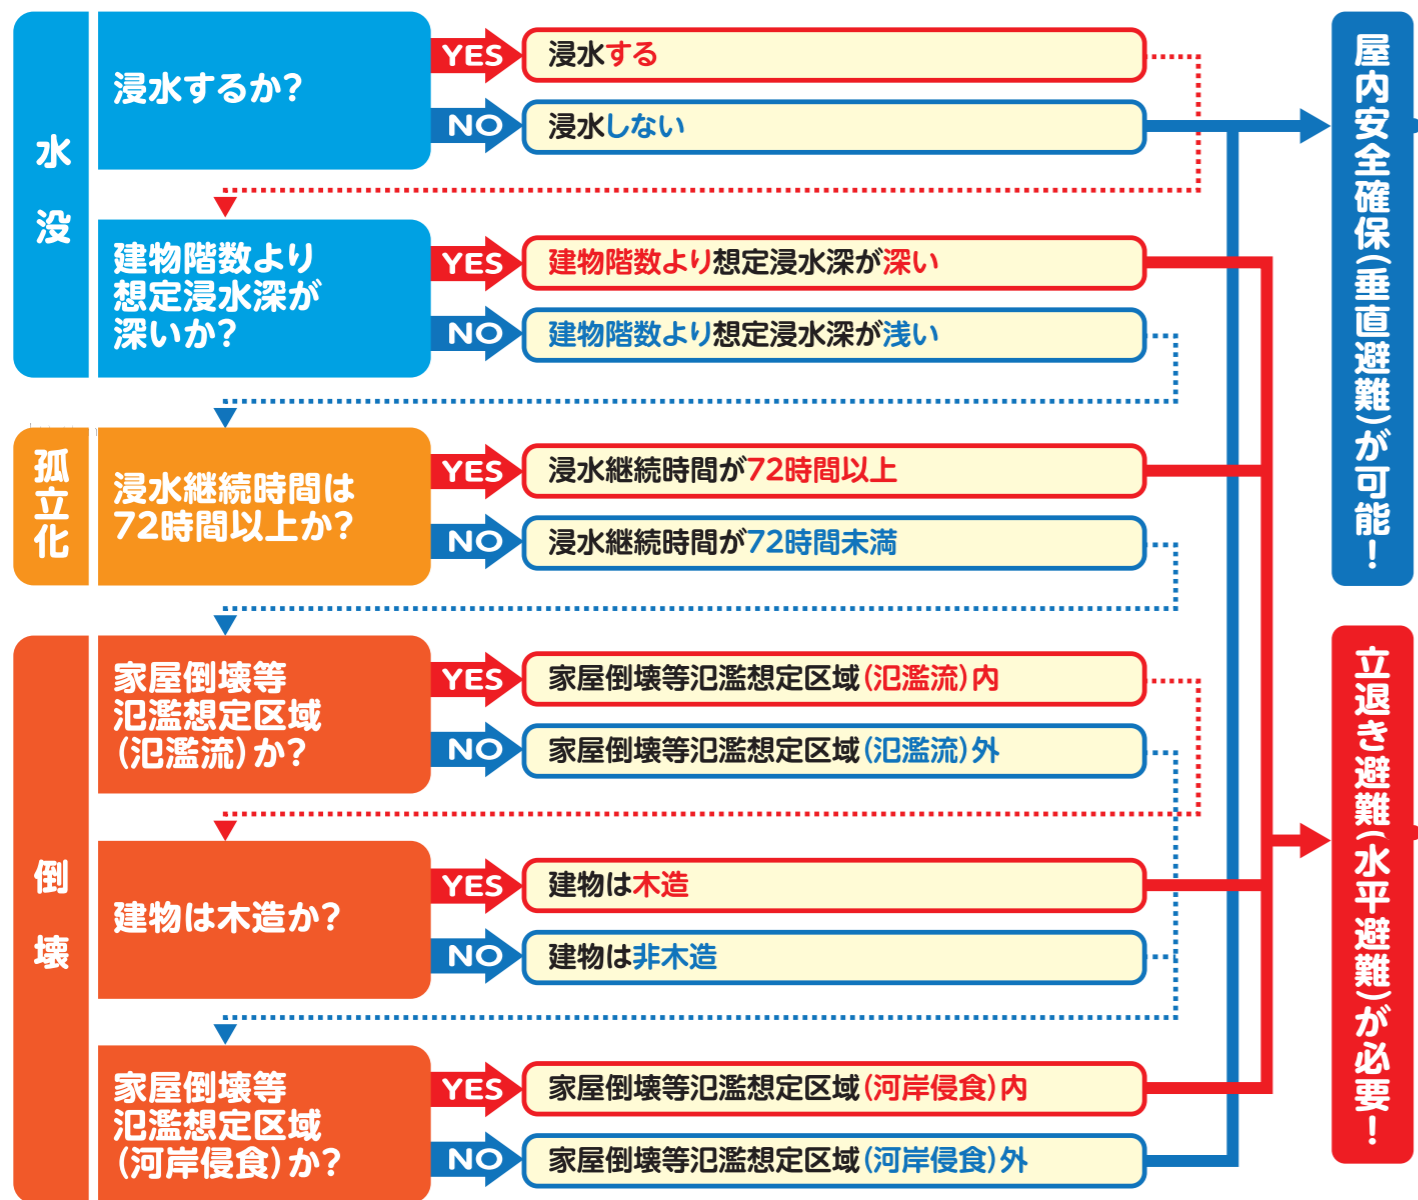 水没
浸水するか？
YES
浸水する
NO
浸水しない
建物階数より
想定浸水深が
深いか？
YES
建物階数より想定浸水深が深い
NO
建物階数より想定浸水深が浅い
孤立化
浸水継続時間は
72時間以上か？
YES
浸水継続時間が72時間以上
NO
浸水継続時間が72時間未満
倒壊
家屋倒壊等
氾濫想定区域
（氾濫流）か？
YES
家屋倒壊等氾濫想定区域（氾濫流）内
NO
家屋倒壊等氾濫想定区域（氾濫流）外
建物は木造か？
YES
建物は木造
NO
建物は非木造
家屋倒壊等
氾濫想定区域
（河岸侵食）か？
YES
家屋倒壊等氾濫想定区域（河岸侵食）内
NO
家屋倒壊等氾濫想定区域（河岸侵食）外
屋内安全確保（垂直避難）が可能！
立退き避難（水平避難）が必要！